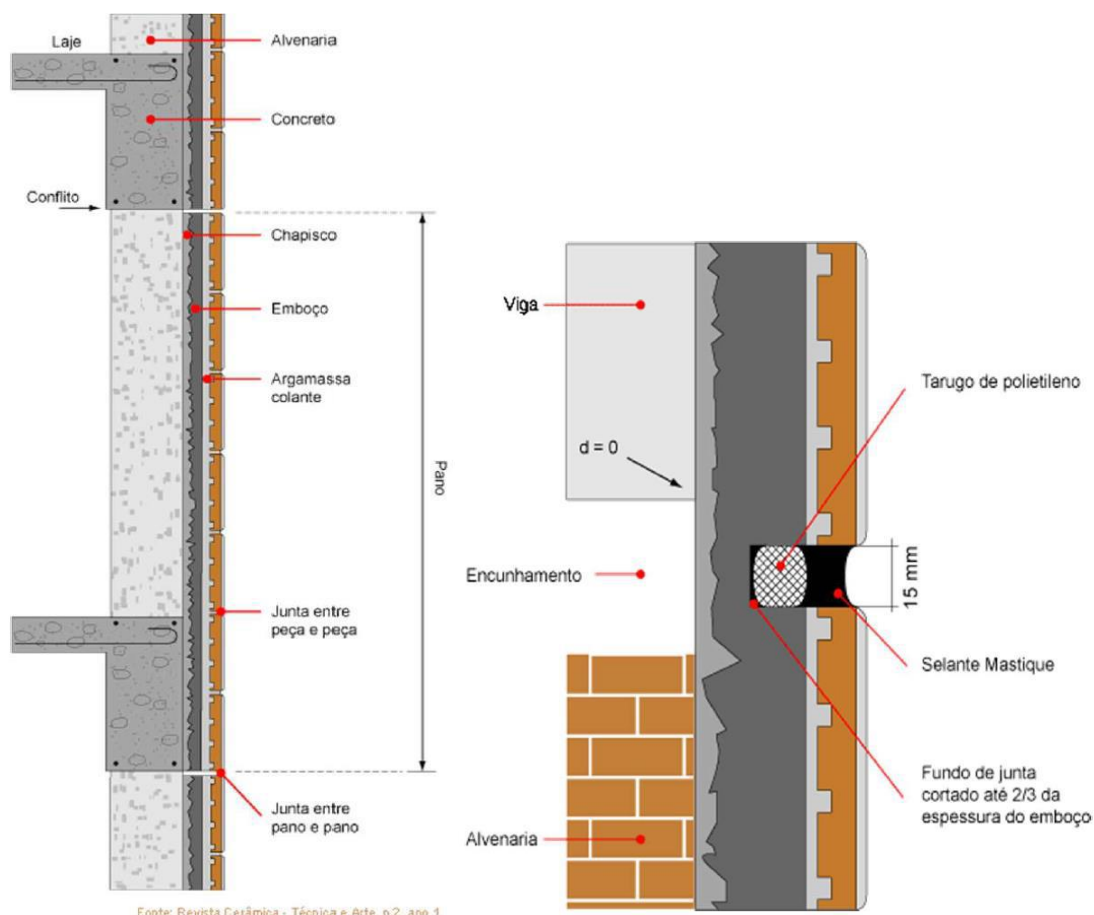 Laje
Alvenaria
Concreto
Conflito
Chapisco
Emboço
Argamassa
colante
Pano
Junta entre
peça e peça
Junta entre
pano e pano
Fonte: Revista Cerâmica - Técnica e Arte, n.2, ano 1
Viga
d = 0
Encunhamento
Alvenaria
Tarugo de polietileno
15 mm
Selante Mastique
Fundo de junta
cortado até 2/3 da
espessura do emboço